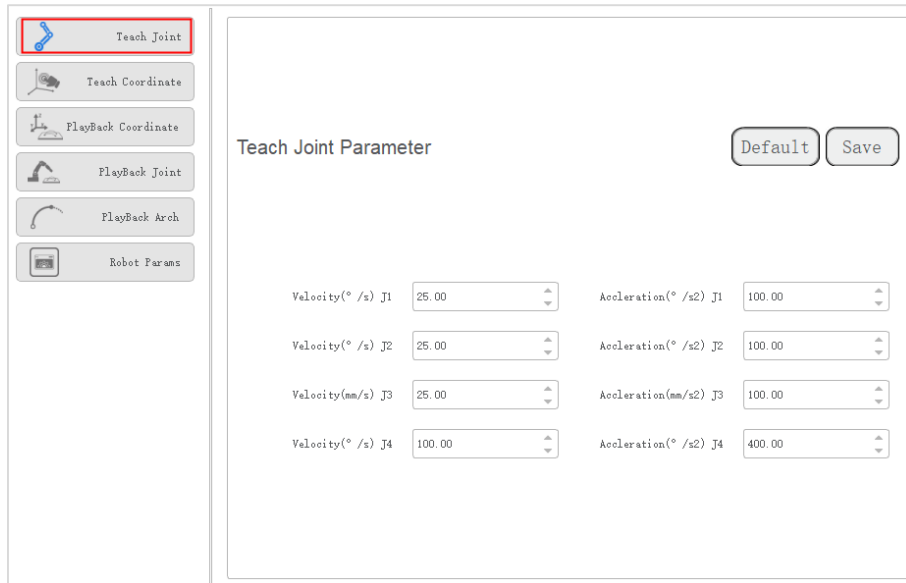 Teach Joint
Teach Coordinate
PlayBack Coordinate
PlayBack Joint
PlayBack Arch
Robot Params
Teach Joint Parameter
Default
Save
Velocity(° /s) J1 25.00 Accleration(° /s2) J1 100.00
Velocity(° /s) J2 25.00 Accleration(° /s2) J2 100.00
Velocity(mm/s) J3 25.00 Accleration(mm/s2) J3 100.00
Velocity(° /s) J4 100.00 Accleration(° /s2) J4 400.00